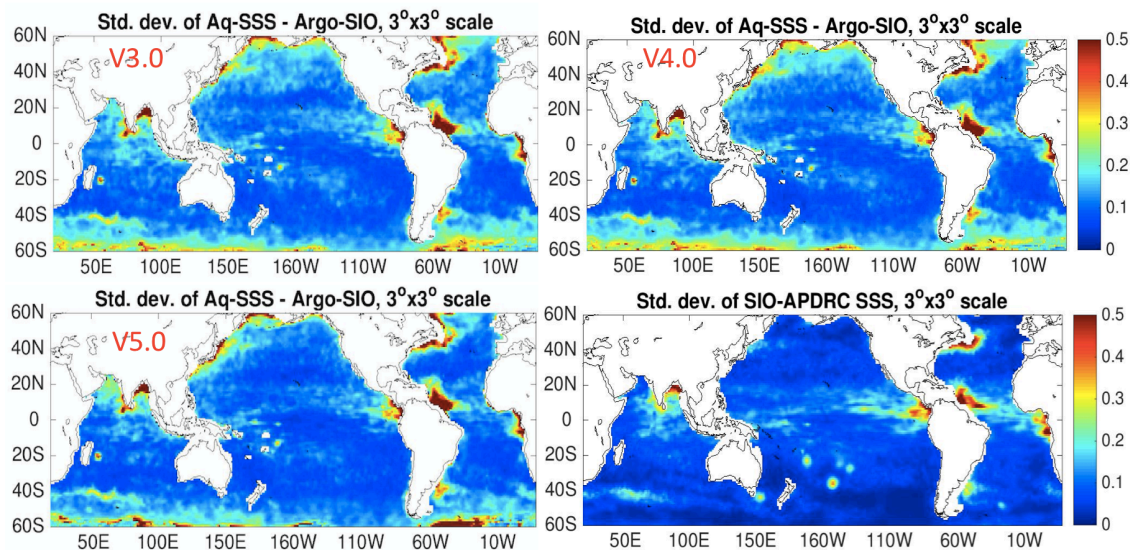 Std. dev. of Aq-SSS - Argo-SIO, 3°x3° scale
V3.0
60N
40N
20N
0
20S
40S
60S
50E 100E 150E 160W 110W 60W 10W
Std. dev. of Aq-SSS - Argo-SIO, 3°x3° scale
V4.0
60N
40N
20N
0
20S
40S
60S
50E 100E 150E 160W 110W 60W 10W
0.5
0.4
0.3
0.2
0.1
0
Std. dev. of Aq-SSS - Argo-SIO, 3°x3° scale
V5.0
60N
40N
20N
0
20S
40S
60S
50E 100E 150E 160W 110W 60W 10W
Std. dev. of SIO-APDRC SSS, 3°x3° scale
60N
40N
20N
0
20S
40S
60S
50E 100E 150E 160W 110W 60W 10W
0.5
0.4
0.3
0.2
0.1
0